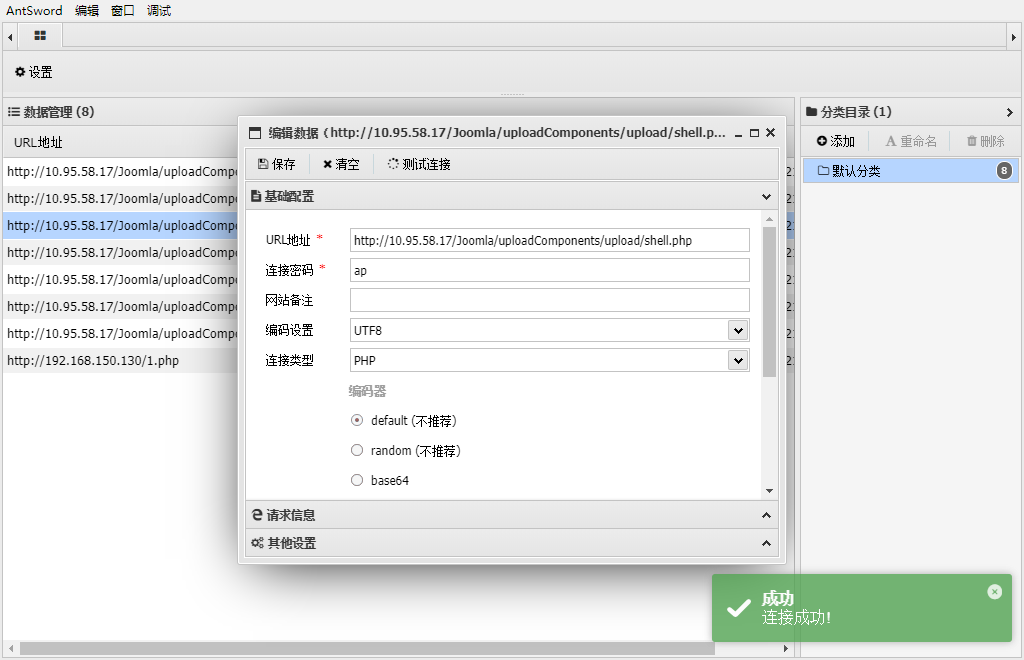 AntSword 编辑 窗口 调试
设置
数据管理 (8)
URL地址
http://10.95.58.17/Joomla/uploadCompo
http://10.95.58.17/Joomla/uploadCompo
http://10.95.58.17/Joomla/uploadCompo
http://10.95.58.17/Joomla/uploadCompo
http://10.95.58.17/Joomla/uploadCompo
http://10.95.58.17/Joomla/uploadCompo
http://10.95.58.17/Joomla/uploadCompo
http://192.168.150.130/1.php
编辑数据 (http://10.95.58.17/Joomla/uploadComponents/upload/shell.p...
保存 清空 测试连接
基础配置
URL地址 * http://10.95.58.17/Joomla/uploadComponents/upload/shell.php
连接密码 * ap
网站备注
编码设置 UTF8
连接类型 PHP
编码器
default (不推荐)
random (不推荐)
base64
请求信息
其他设置
分类目录 (1)
添加 重命名 删除
默认分类 8
成功
连接成功!